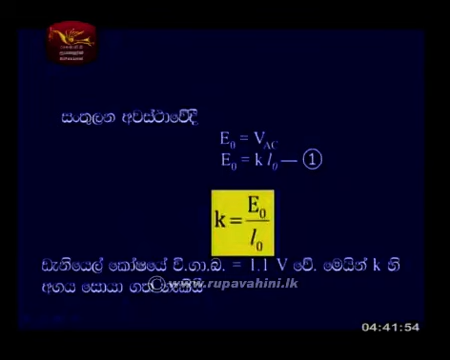 සංතුලන අවස්ථාවේදී
E₀ = V_AC
E₀ = k l₀ — ①
k = E₀ / l₀
ඩැනියෙල් කෝෂයේ වි.ගා.බ. = 1.1 V වේ. මෙයින් k හි
අගය සොයා ගත හැකියි
© www.rupavahini.lk
04:41:54